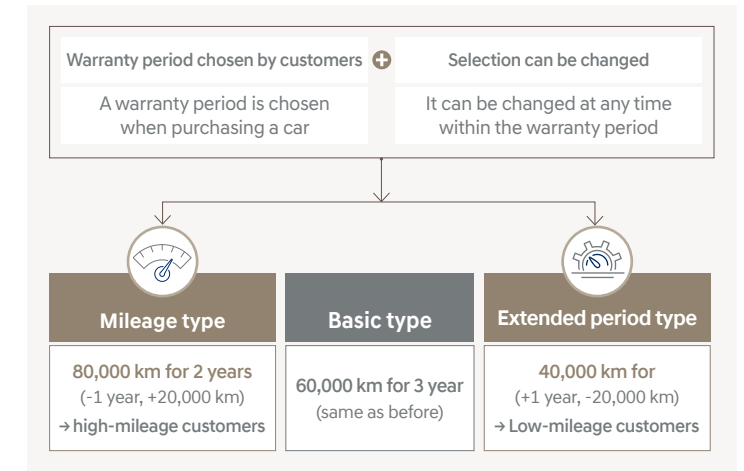 Warranty period chosen by customers
Selection can be changed
A warranty period is chosen
when purchasing a car
It can be changed at any time
within the warranty period
Mileage type
Basic type
Extended period type
80,000 km for 2 years
(-1 year, +20,000 km)
→ high-mileage customers
60,000 km for 3 year
(same as before)
40,000 km for
(+1 year, -20,000 km)
→ Low-mileage customers